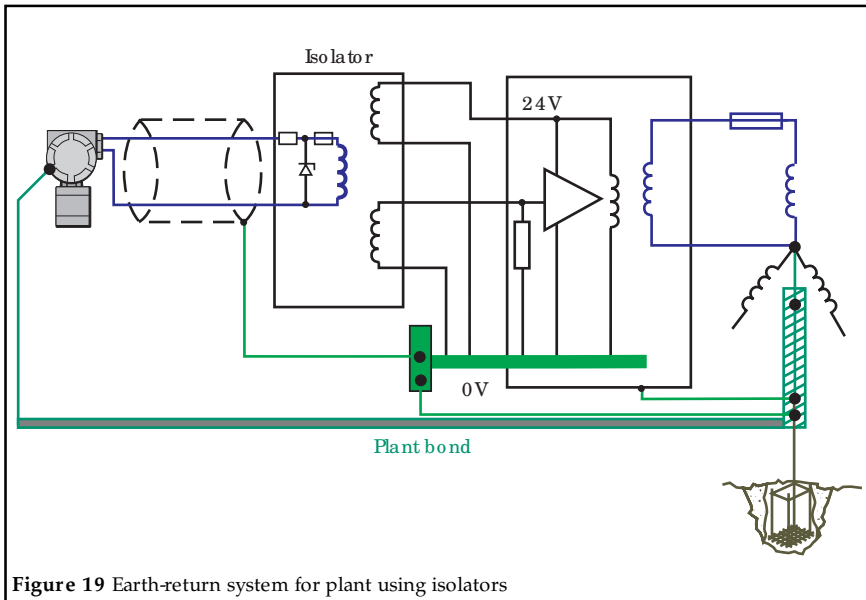 Isolator
24V
0V
Plant bond
Figure 19 Earth-return system for plant using isolators